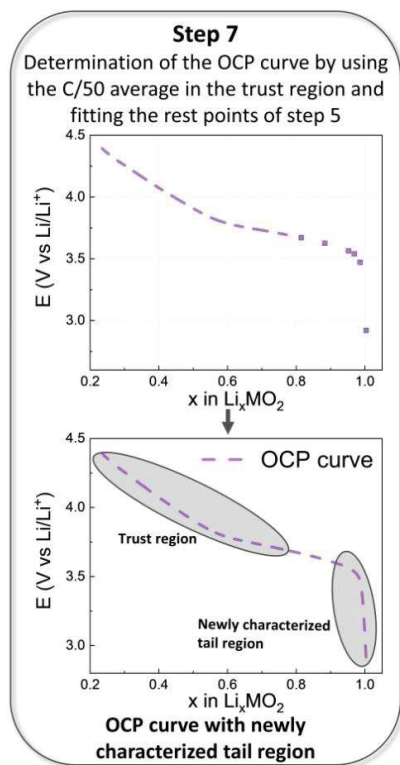 Step 7
Determination of the OCP curve by using
the C/50 average in the trust region and
fitting the rest points of step 5
4.5
4.0
3.5
3.0
E (V vs Li/Li⁺)
0.2 0.4 0.6 0.8 1.0
x in LiₓMO₂
4.5
4.0
3.5
3.0
E (V vs Li/Li⁺)
OCP curve
Trust region
Newly characterized
tail region
0.2 0.4 0.6 0.8 1.0
x in LiₓMO₂
OCP curve with newly
characterized tail region